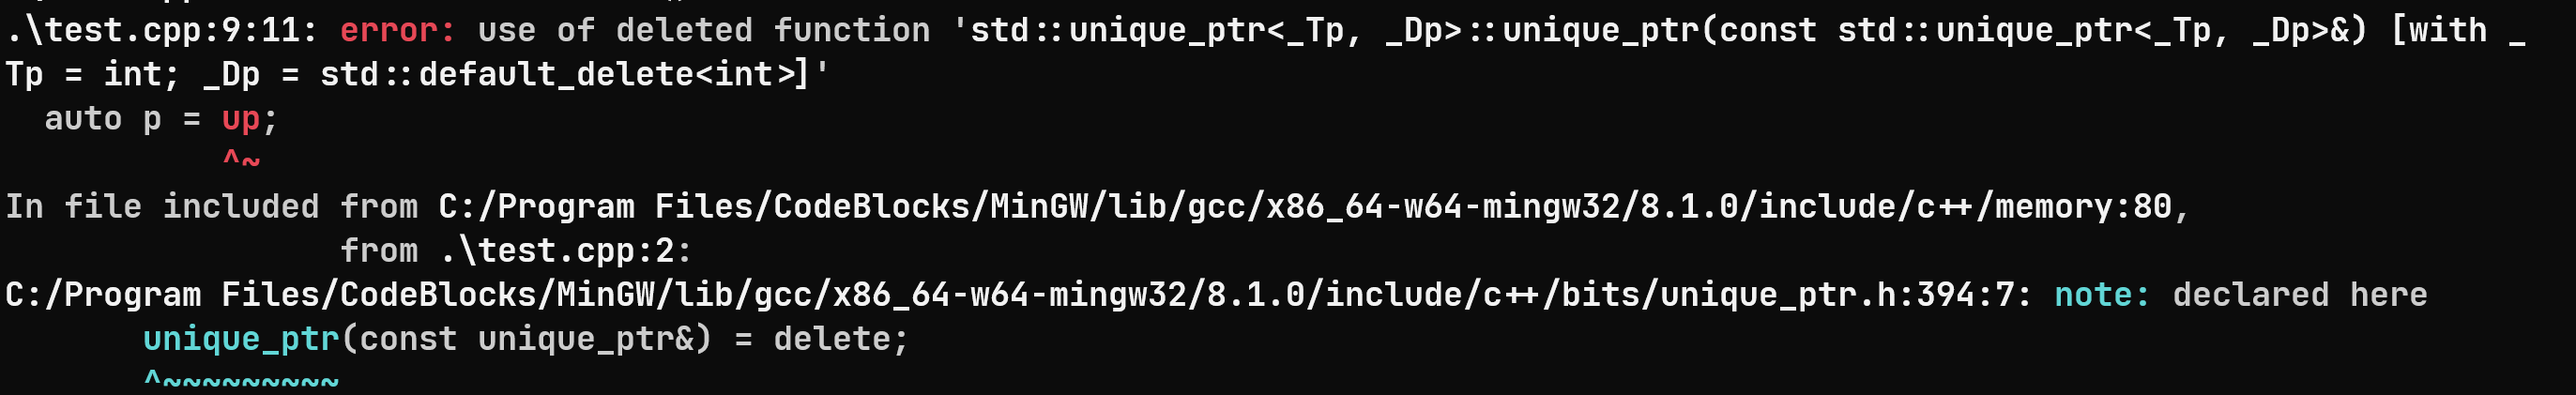 .\test.cpp:9:11: error: use of deleted function 'std::unique_ptr<_Tp, _Dp>::unique_ptr(const std::unique_ptr<_Tp, _Dp>&) [with _
Tp = int; _Dp = std::default_delete<int>]'
  auto p = up;
           ^~
In file included from C:/Program Files/CodeBlocks/MinGW/lib/gcc/x86_64-w64-mingw32/8.1.0/include/c++/memory:80,
                 from .\test.cpp:2:
C:/Program Files/CodeBlocks/MinGW/lib/gcc/x86_64-w64-mingw32/8.1.0/include/c++/bits/unique_ptr.h:394:7: note: declared here
       unique_ptr(const unique_ptr&) = delete;
       ^~~~~~~~~~